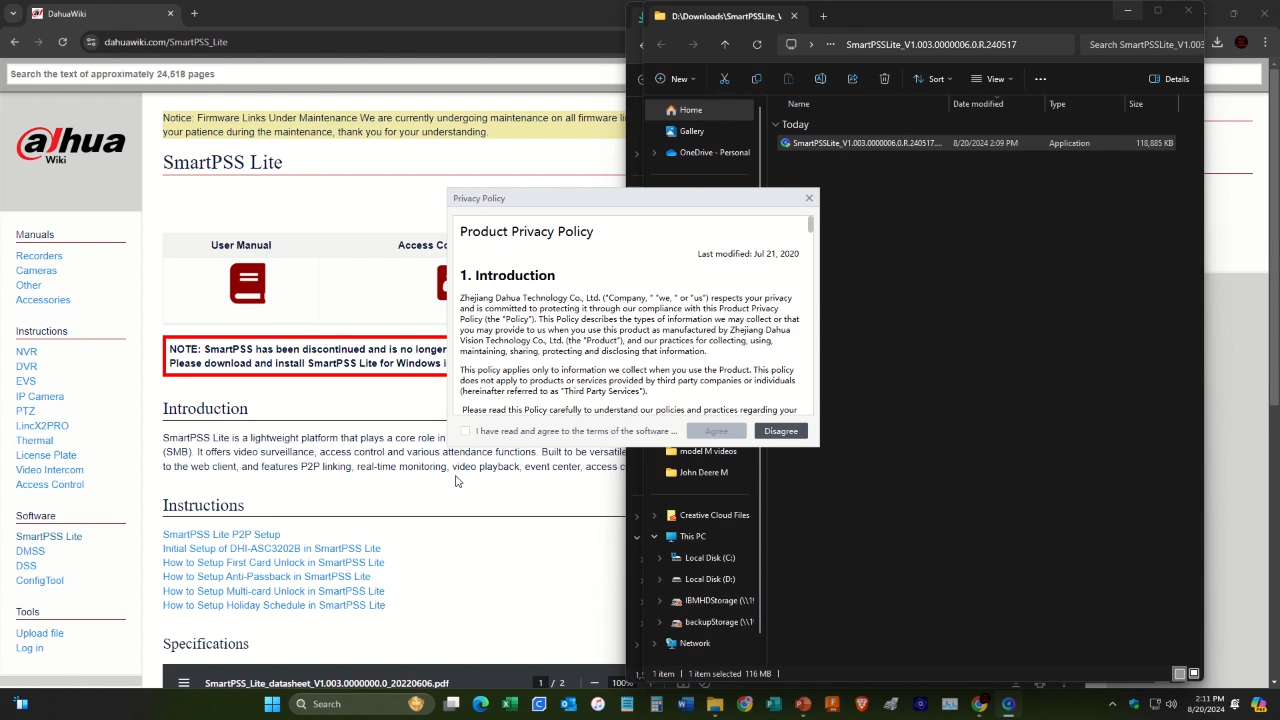 DahuaWiki
dahuawiki.com/SmartPSS_Lite
Search the text of approximately 24,518 pages
alhua
Wiki
Manuals
Recorders
Cameras
Other
Accessories
Instructions
NVR
DVR
EVS
IP Camera
PTZ
LincX2PRO
Thermal
License Plate
Video Intercom
Access Control
Software
SmartPSS Lite
DMSS
DSS
ConfigTool
Tools
Upload file
Log in
Notice: Firmware Links Under Maintenance We are currently undergoing maintenance on all firmware li
your patience during the maintenance, thank you for your understanding.
SmartPSS Lite
User Manual
Access Co
NOTE: SmartPSS has been discontinued and is no longer
Please download and install SmartPSS Lite for Windows i
Introduction
SmartPSS Lite is a lightweight platform that plays a core role in
(SMB). It offers video surveillance, access control and various attendance functions. Built to be versatile
to the web client, and features P2P linking, real-time monitoring, video playback, event center, access c
Instructions
SmartPSS Lite P2P Setup
Initial Setup of DHI-ASC3202B in SmartPSS Lite
How to Setup First Card Unlock in SmartPSS Lite
How to Setup Anti-Passback in SmartPSS Lite
How to Setup Multi-card Unlock in SmartPSS Lite
How to Setup Holiday Schedule in SmartPSS Lite
Specifications
SmartPSS_Lite_datasheet_V1.003.0000000.0_20220606.pdf
1 / 2
100%
Privacy Policy
Product Privacy Policy
Last modified: Jul 21, 2020
1. Introduction
Zhejiang Dahua Technology Co., Ltd. ("Company, " "we, " or "us") respects your privacy
and is committed to protecting it through our compliance with this Product Privacy
Policy (the "Policy"). This Policy describes the types of information we may collect or that
you may provide to us when you use this product as manufactured by Zhejiang Dahua
Vision Technology Co., Ltd. (the "Product"), and our practices for collecting, using,
maintaining, sharing, protecting and disclosing that information.
This policy applies only to information we collect when you use the Product. This policy
does not apply to products or services provided by third party companies or individuals
(hereinafter referred to as "Third Party Services").
Please read this Policy carefully to understand our policies and practices regarding your
I have read and agree to the terms of the software ...
Agree
Disagree
D:\Downloads\SmartPSSLite_\
SmartPSSLite_V1.003.0000006.0.R.240517
Search SmartPSSLite_V1.003
New
Sort
View
Details
Home
Gallery
OneDrive - Personal
Name
Date modified
Type
Size
Today
SmartPSSLite_V1.003.0000006.0.R.240517....
8/20/2024 2:09 PM
Application
118,885 KB
model M videos
John Deere M
Creative Cloud Files
This PC
Local Disk (C:)
Local Disk (D:)
IBMHDStorage (\\1
backupStorage (\\1
Network
1 item
1 item selected 116 MB
Search
2:11 PM
8/20/2024